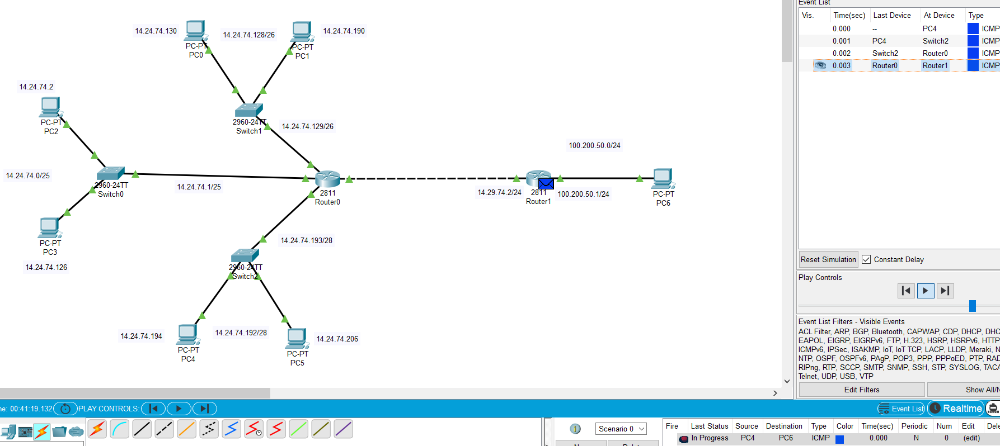 Event List
Vis. Time(sec) Last Device At Device Type
0.000 -- PC4 ICMP
0.001 PC4 Switch2 ICMP
0.002 Switch2 Router0 ICMP
0.003 Router0 Router1 ICMP
14.24.74.130
14.24.74.128/26
14.24.74.190
PC-PT
PC0
PC-PT
PC1
14.24.74.2
PC-PT
PC2
2960-24TT
Switch1
14.24.74.129/26
100.200.50.0/24
14.24.74.0/25
2960-24TT
Switch0
14.24.74.1/25
2811
Router0
14.29.74.2/24
2811
Router1
100.200.50.1/24
PC-PT
PC6
PC-PT
PC3
14.24.74.126
14.24.74.193/28
2960-24TT
Switch2
14.24.74.194
14.24.74.192/28
14.24.74.206
PC-PT
PC4
PC-PT
PC5
Reset Simulation Constant Delay
Play Controls
Event List Filters - Visible Events
ACL Filter, ARP, BGP, Bluetooth, CAPWAP, CDP, DHCP, DHC
EAPOL, EIGRP, EIGRPv6, FTP, H.323, HSRP, HSRPv6, HTTP
ICMPv6, IPSec, ISAKMP, IoT, IoT TCP, LACP, LLDP, Meraki, N
NTP, OSPF, OSPFv6, PAgP, POP3, PPP, PPPoED, PTP, RAD
RIPng, RTP, SCCP, SMTP, SNMP, SSH, STP, SYSLOG, TACA
Telnet, UDP, USB, VTP
Edit Filters Show All/N
ne: 00:41:19.132 PLAY CONTROLS: Event List Realtime
Scenario 0
Fire Last Status Source Destination Type Color Time(sec) Periodic Num Edit Dele
In Progress PC4 PC6 ICMP 0.000 N 0 (edit)